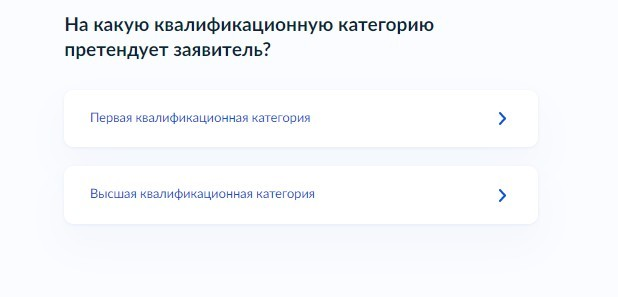 На какую квалификационную категорию
претендует заявитель?
Первая квалификационная категория
Высшая квалификационная категория